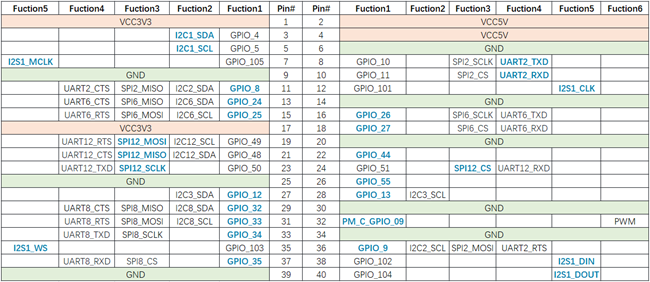 Fuction5 Fuction4 Fuction3 Fuction2 Fuction1 Pin# Pin# Fuction1 Fuction2 Fuction3 Fuction4 Fuction5 Fuction6
VCC3V3 1 2 VCC5V
I2C1_SDA GPIO_4 3 4 VCC5V
I2C1_SCL GPIO_5 5 6 GND
I2S1_MCLK GPIO_105 7 8 GPIO_10 SPI2_SCLK UART2_TXD
GND 9 10 GPIO_11 SPI2_CS UART2_RXD
UART2_CTS SPI2_MISO I2C2_SDA GPIO_8 11 12 GPIO_101 I2S1_CLK
UART6_CTS SPI6_MISO I2C6_SDA GPIO_24 13 14 GND
UART6_RTS SPI6_MOSI I2C6_SCL GPIO_25 15 16 GPIO_26 SPI6_SCLK UART6_TXD
VCC3V3 17 18 GPIO_27 SPI6_CS UART6_RXD
UART12_RTS SPI12_MOSI I2C12_SCL GPIO_49 19 20 GND
UART12_CTS SPI12_MISO I2C12_SDA GPIO_48 21 22 GPIO_44
UART12_TXD SPI12_SCLK GPIO_50 23 24 GPIO_51 SPI12_CS UART12_RXD
GND 25 26 GPIO_55
I2C3_SDA GPIO_12 27 28 GPIO_13 I2C3_SCL
UART8_CTS SPI8_MISO I2C8_SDA GPIO_32 29 30 GND
UART8_RTS SPI8_MOSI I2C8_SCL GPIO_33 31 32 PM_C_GPIO_09 PWM
UART8_TXD SPI8_SCLK GPIO_34 33 34 GND
I2S1_WS GPIO_103 35 36 GPIO_9 I2C2_SCL SPI2_MOSI UART2_RTS
UART8_RXD SPI8_CS GPIO_35 37 38 GPIO_102 I2S1_DIN
GND 39 40 GPIO_104 I2S1_DOUT